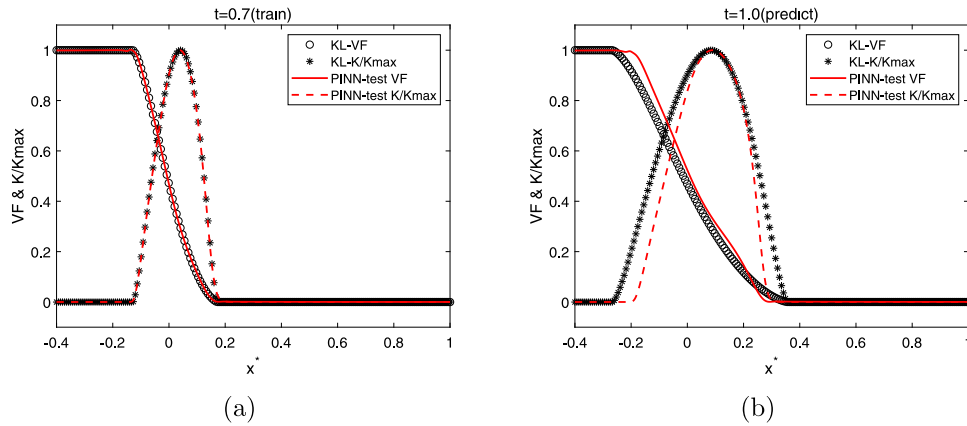 t=0.7(train)
VF & K/Kmax
1
0.8
0.6
0.4
0.2
0
-0.4
-0.2
0
0.2
0.4
0.6
0.8
1
x*
KL-VF
KL-K/Kmax
PINN-test VF
PINN-test K/Kmax
(a)
t=1.0(predict)
VF & K/Kmax
1
0.8
0.6
0.4
0.2
0
-0.4
-0.2
0
0.2
0.4
0.6
0.8
1
x*
KL-VF
KL-K/Kmax
PINN-test VF
PINN-test K/Kmax
(b)